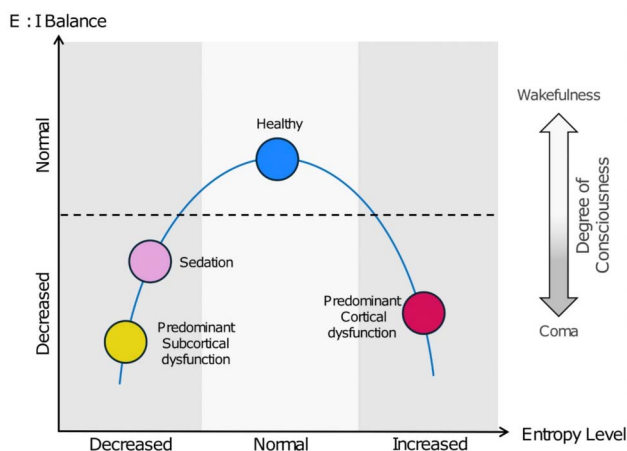 E : I Balance
Normal
Decreased
Healthy
Sedation
Predominant
Subcortical
dysfunction
Predominant
Cortical
dysfunction
Decreased
Normal
Increased
Entropy Level
Wakefulness
Degree of
Consciousness
Coma